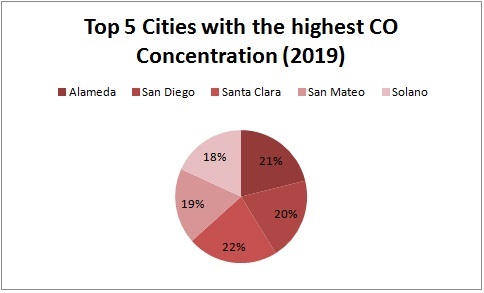 Top 5 Cities with the highest CO
Concentration (2019)
Alameda San Diego Santa Clara San Mateo Solano
18% 21%
19% 20%
22%